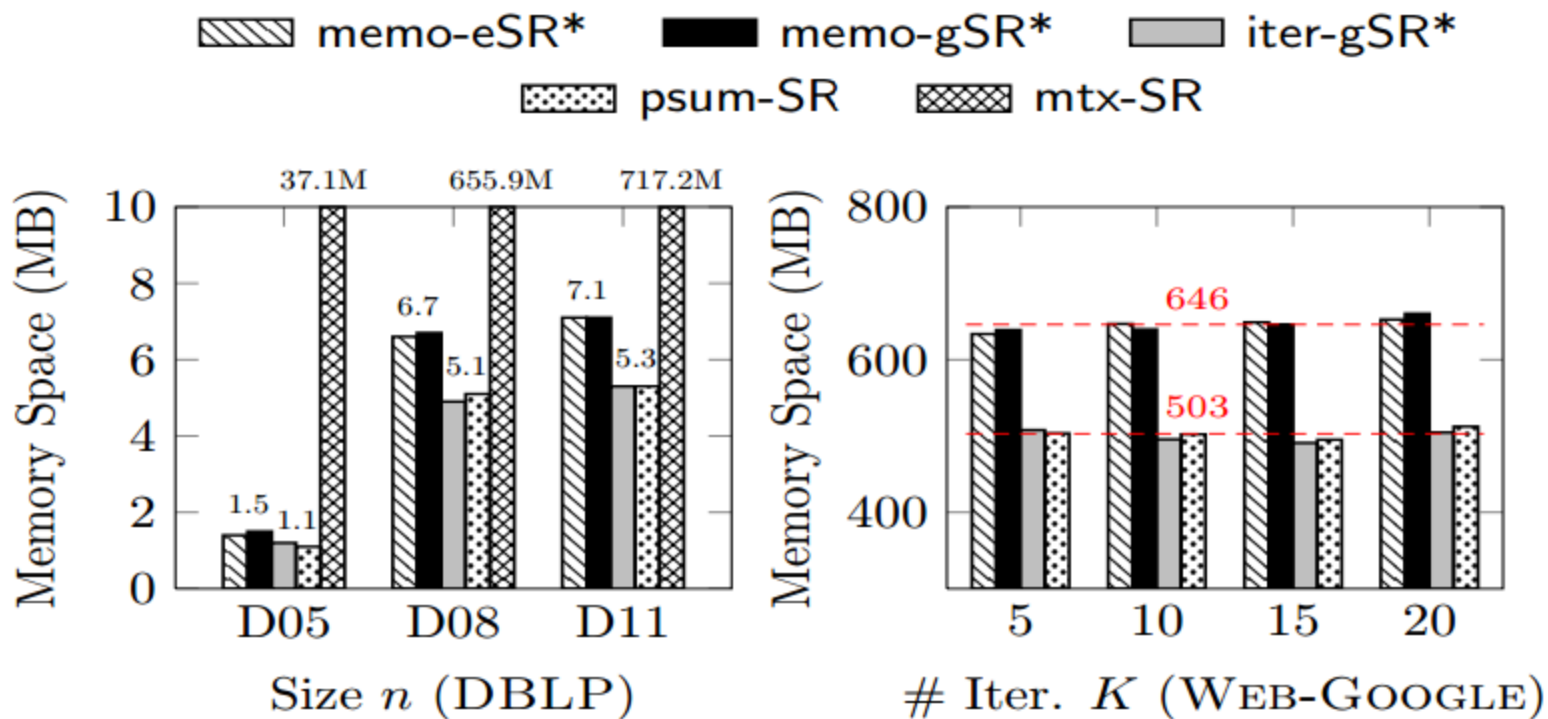 memo-eSR* memo-gSR* iter-gSR*
psum-SR mtx-SR
37.1M 655.9M 717.2M
Memory Space (MB)
10
8
6
4
2
0
1.5
1.1
6.7
5.1
7.1
5.3
D05 D08 D11
Size n (DBLP)
Memory Space (MB)
800
600
400
646
503
5 10 15 20
# Iter. K (WEB-GOOGLE)